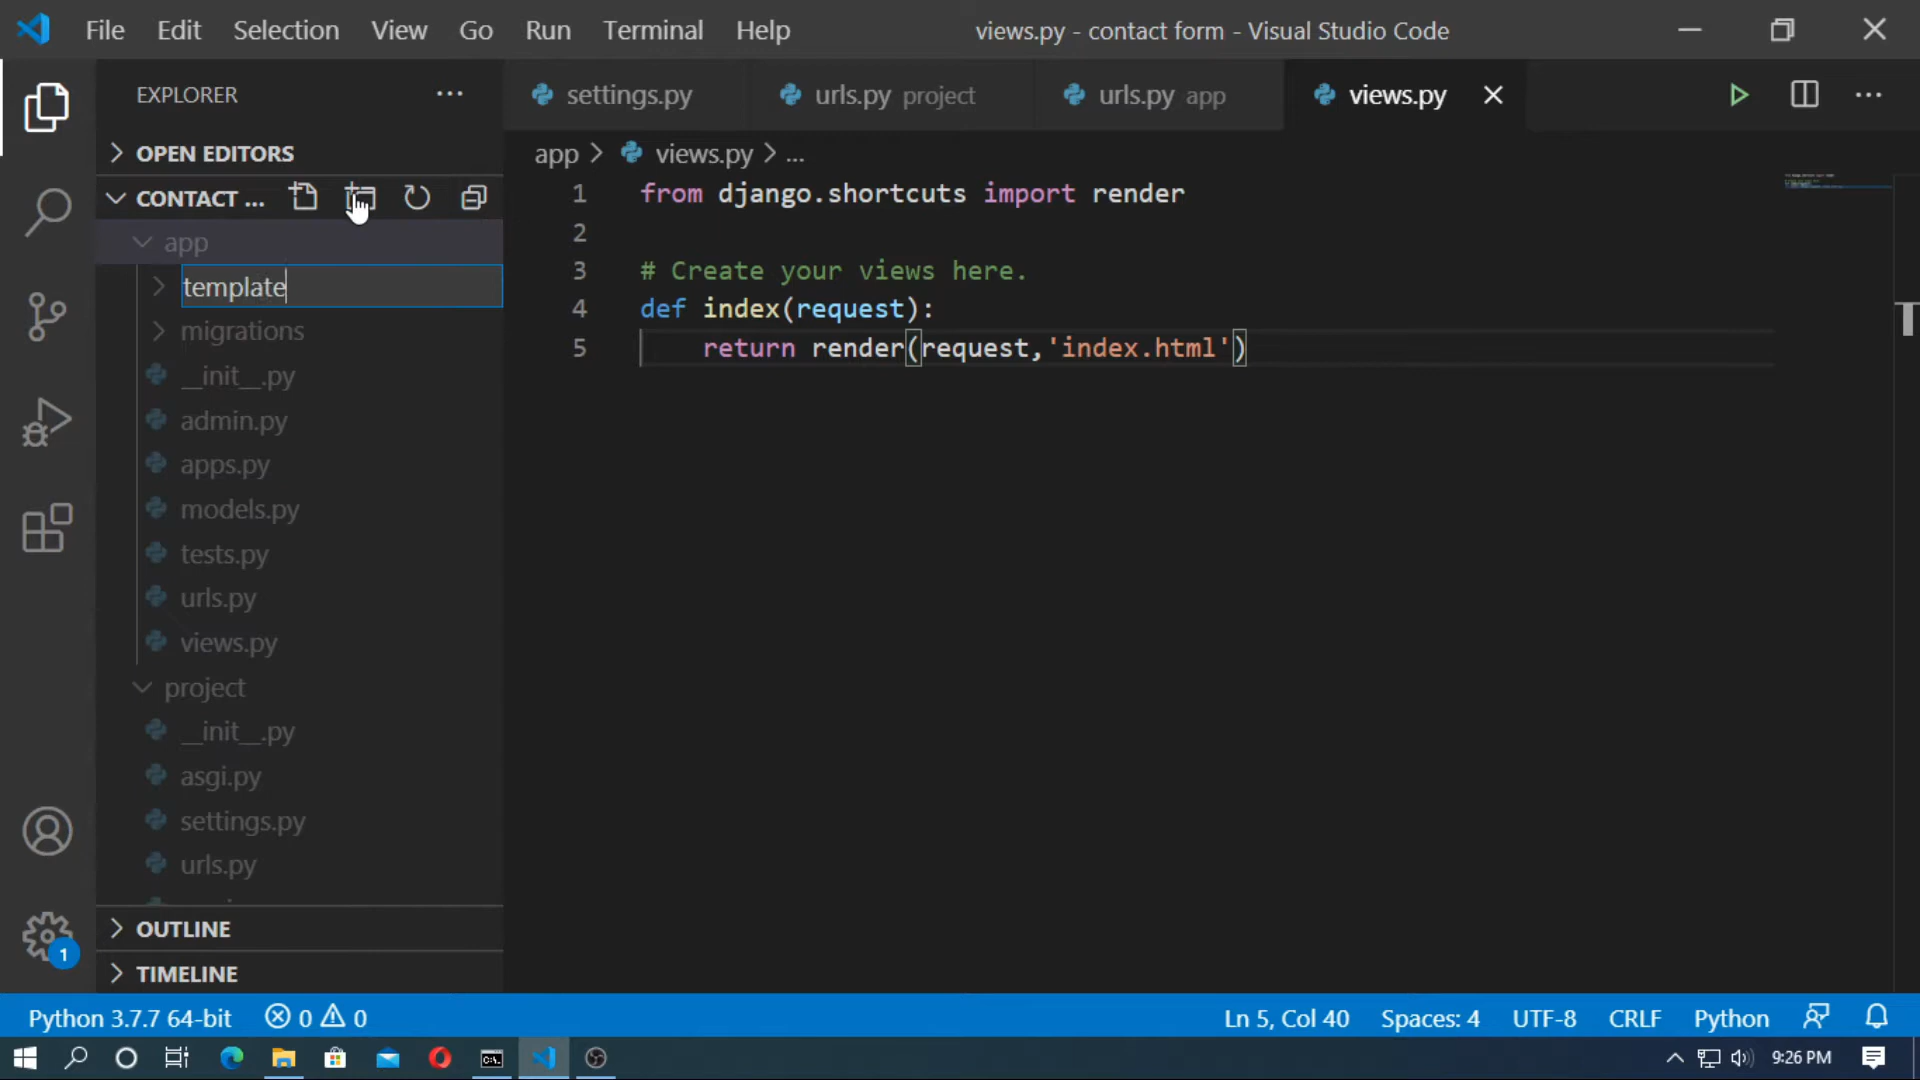 File Edit Selection View Go Run Terminal Help views.py - contact form - Visual Studio Code
EXPLORER
OPEN EDITORS
CONTACT ...
app
template
migrations
__init__.py
admin.py
apps.py
models.py
tests.py
urls.py
views.py
project
__init__.py
asgi.py
settings.py
urls.py
OUTLINE
TIMELINE
settings.py urls.py project urls.py app views.py
app > views.py > ...
1 from django.shortcuts import render
2
3 # Create your views here.
4 def index(request):
5 return render(request,'index.html')
1
Python 3.7.7 64-bit 0 0 Ln 5, Col 40 Spaces: 4 UTF-8 CRLF Python
9:26 PM